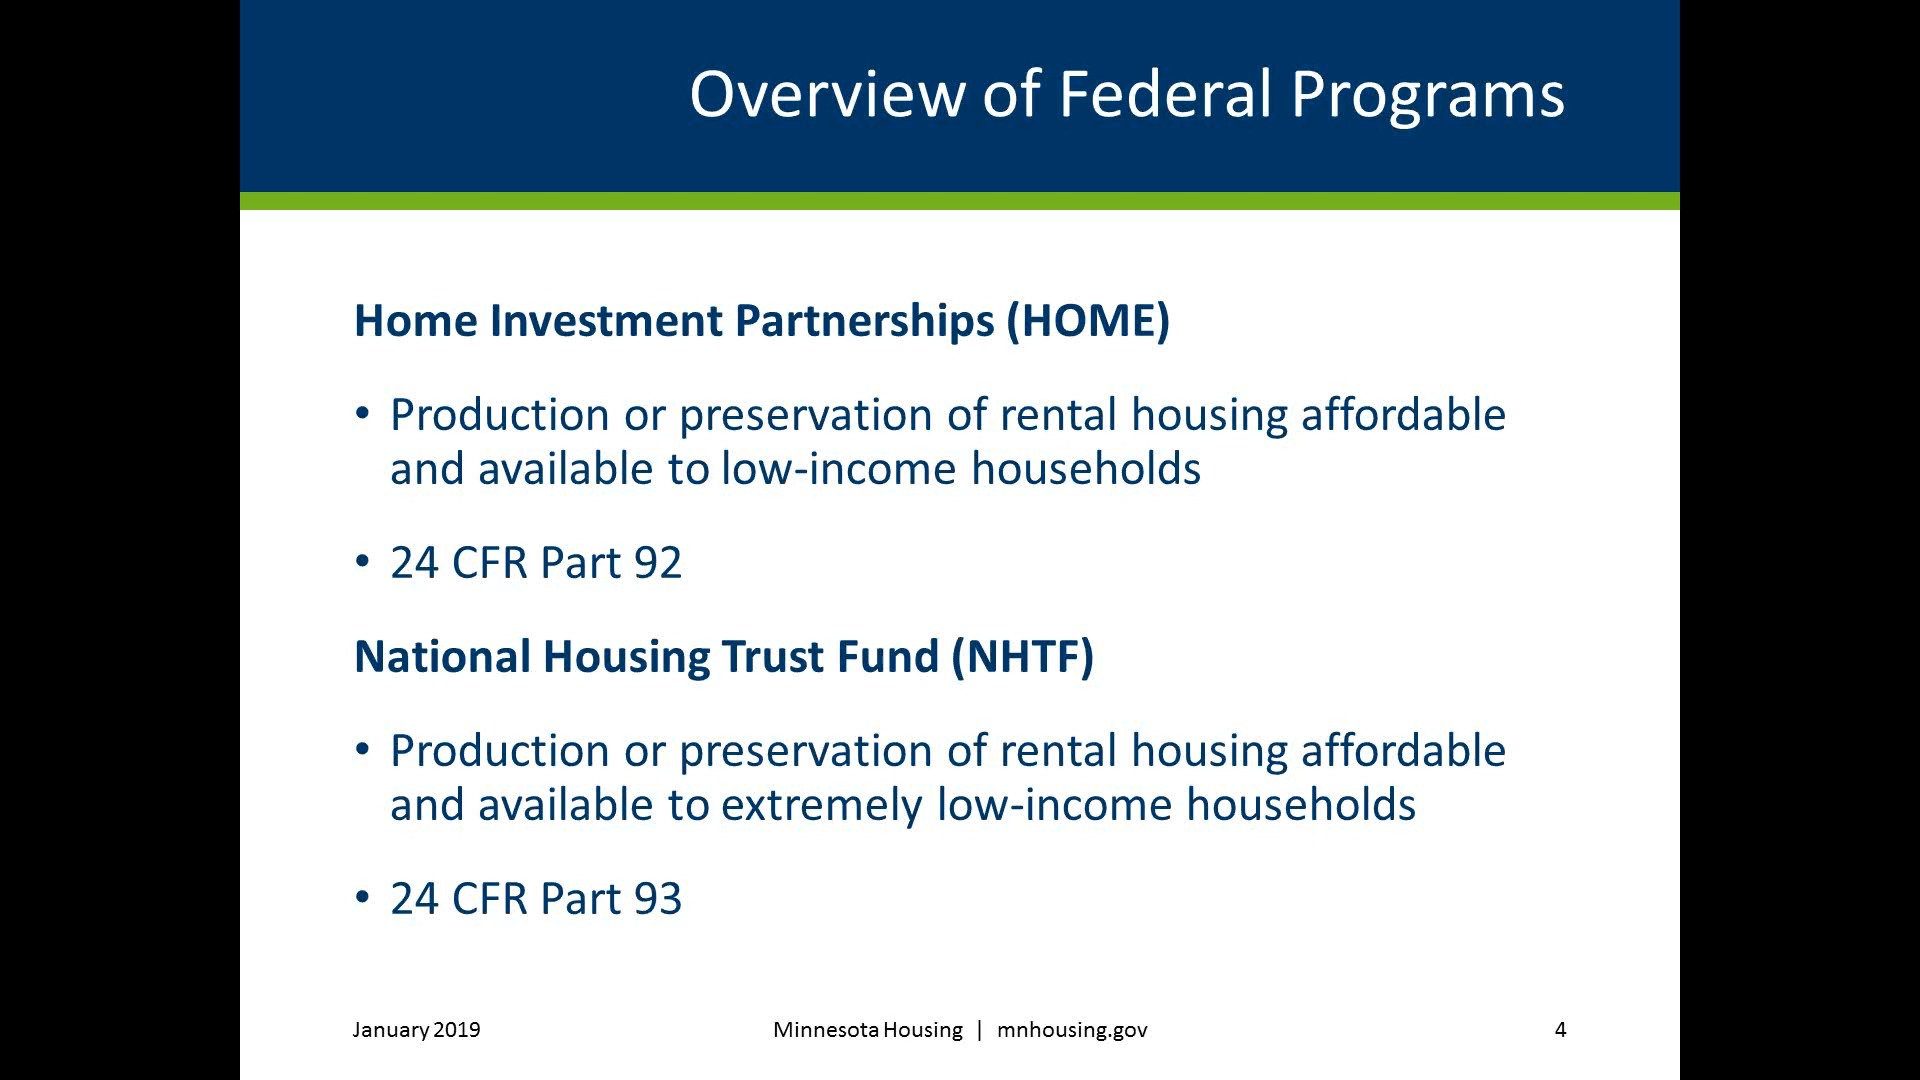 Overview of Federal Programs
Home Investment Partnerships (HOME)
• Production or preservation of rental housing affordable
and available to low-income households
• 24 CFR Part 92
National Housing Trust Fund (NHTF)
• Production or preservation of rental housing affordable
and available to extremely low-income households
• 24 CFR Part 93
January 2019 Minnesota Housing | mnhousing.gov 4